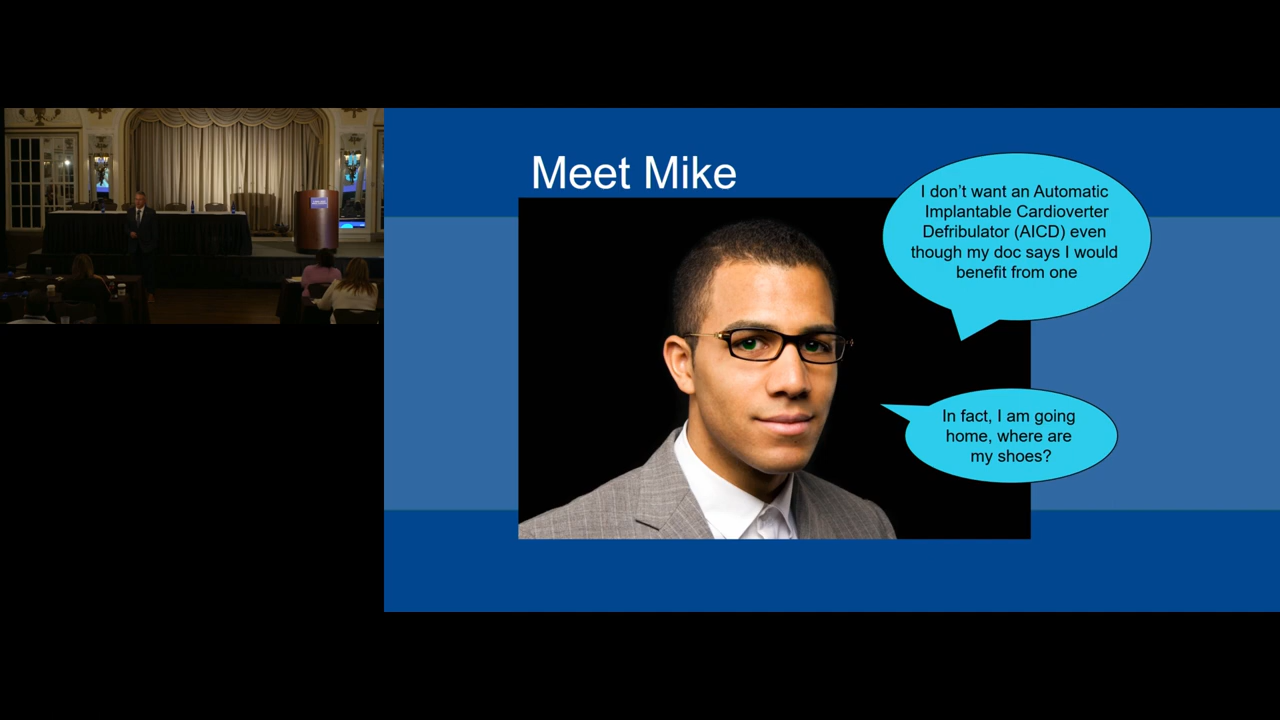 Meet Mike
I don't want an Automatic
Implantable Cardioverter
Defribulator (AICD) even
though my doc says I would
benefit from one
In fact, I am going
home, where are
my shoes?